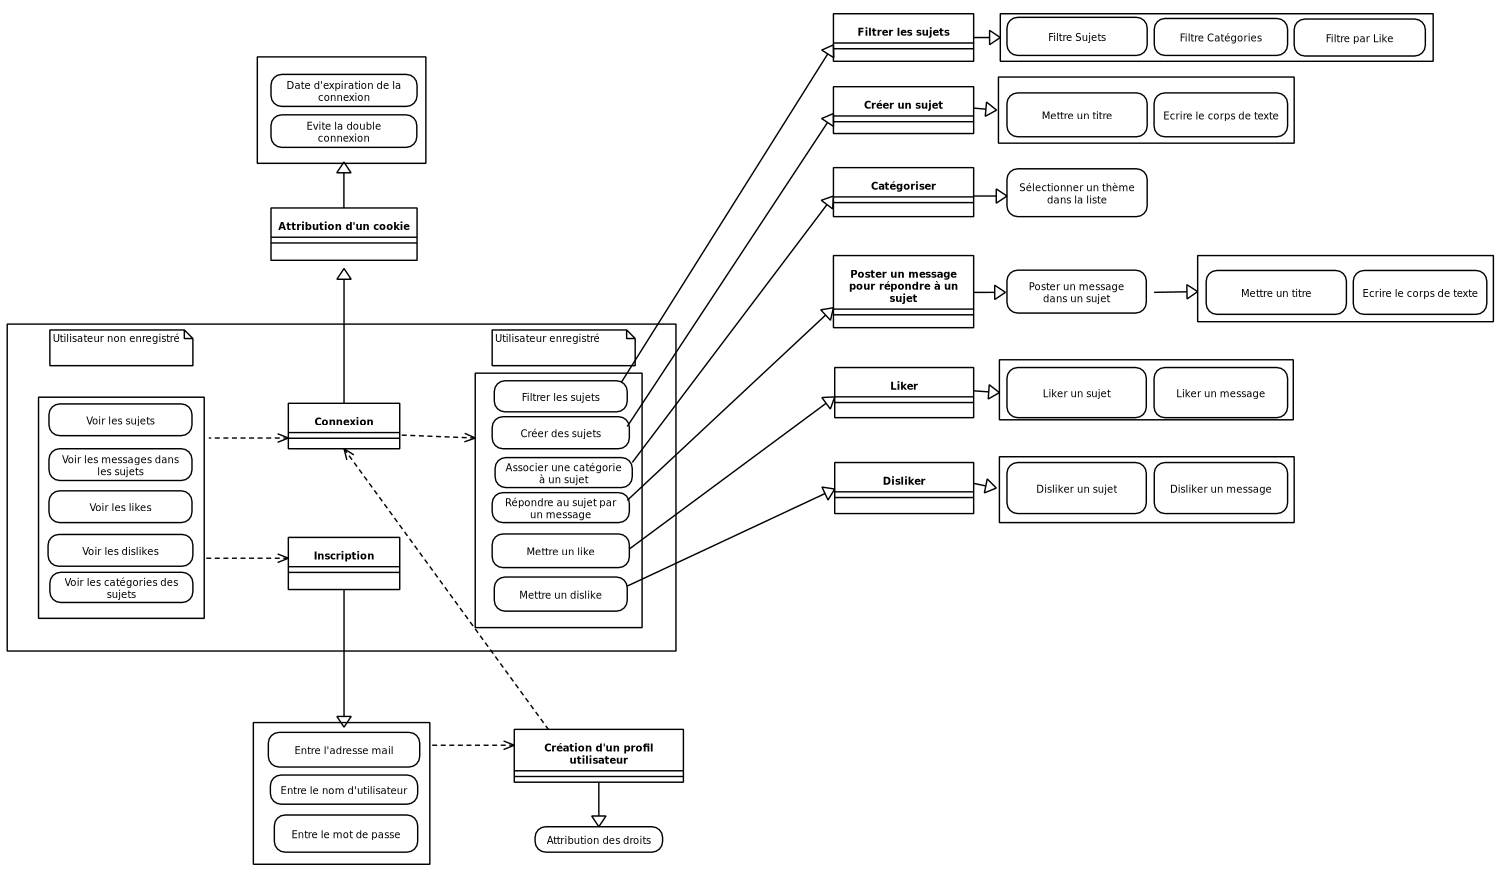 Filtrer les sujets
Filtre Sujets
Filtre Catégories
Filtre par Like
Date d'expiration de la
connexion
Evite la double
connexion
Créer un sujet
Mettre un titre
Ecrire le corps de texte
Catégoriser
Sélectionner un thème
dans la liste
Attribution d'un cookie
Poster un message
pour répondre à un
sujet
Poster un message
dans un sujet
Mettre un titre
Ecrire le corps de texte
Utilisateur non enregistré
Utilisateur enregistré
Voir les sujets
Voir les messages dans
les sujets
Voir les likes
Voir les dislikes
Voir les catégories des
sujets
Connexion
Inscription
Filtrer les sujets
Créer des sujets
Associer une catégorie
à un sujet
Répondre au sujet par
un message
Mettre un like
Mettre un dislike
Liker
Liker un sujet
Liker un message
Disliker
Disliker un sujet
Disliker un message
Entre l'adresse mail
Entre le nom d'utilisateur
Entre le mot de passe
Création d'un profil
utilisateur
Attribution des droits